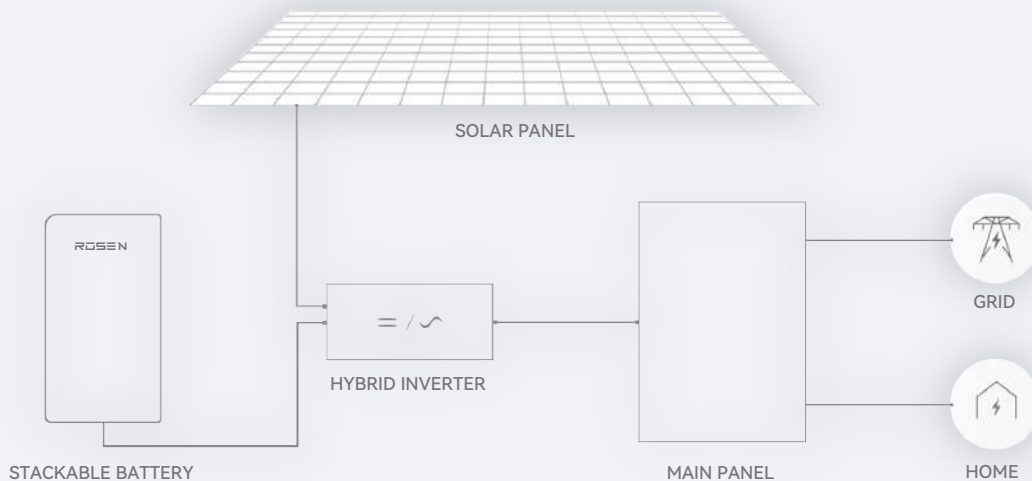 SOLAR PANEL
ROSEN
GRID
HYBRID INVERTER
STACKABLE BATTERY
MAIN PANEL
HOME